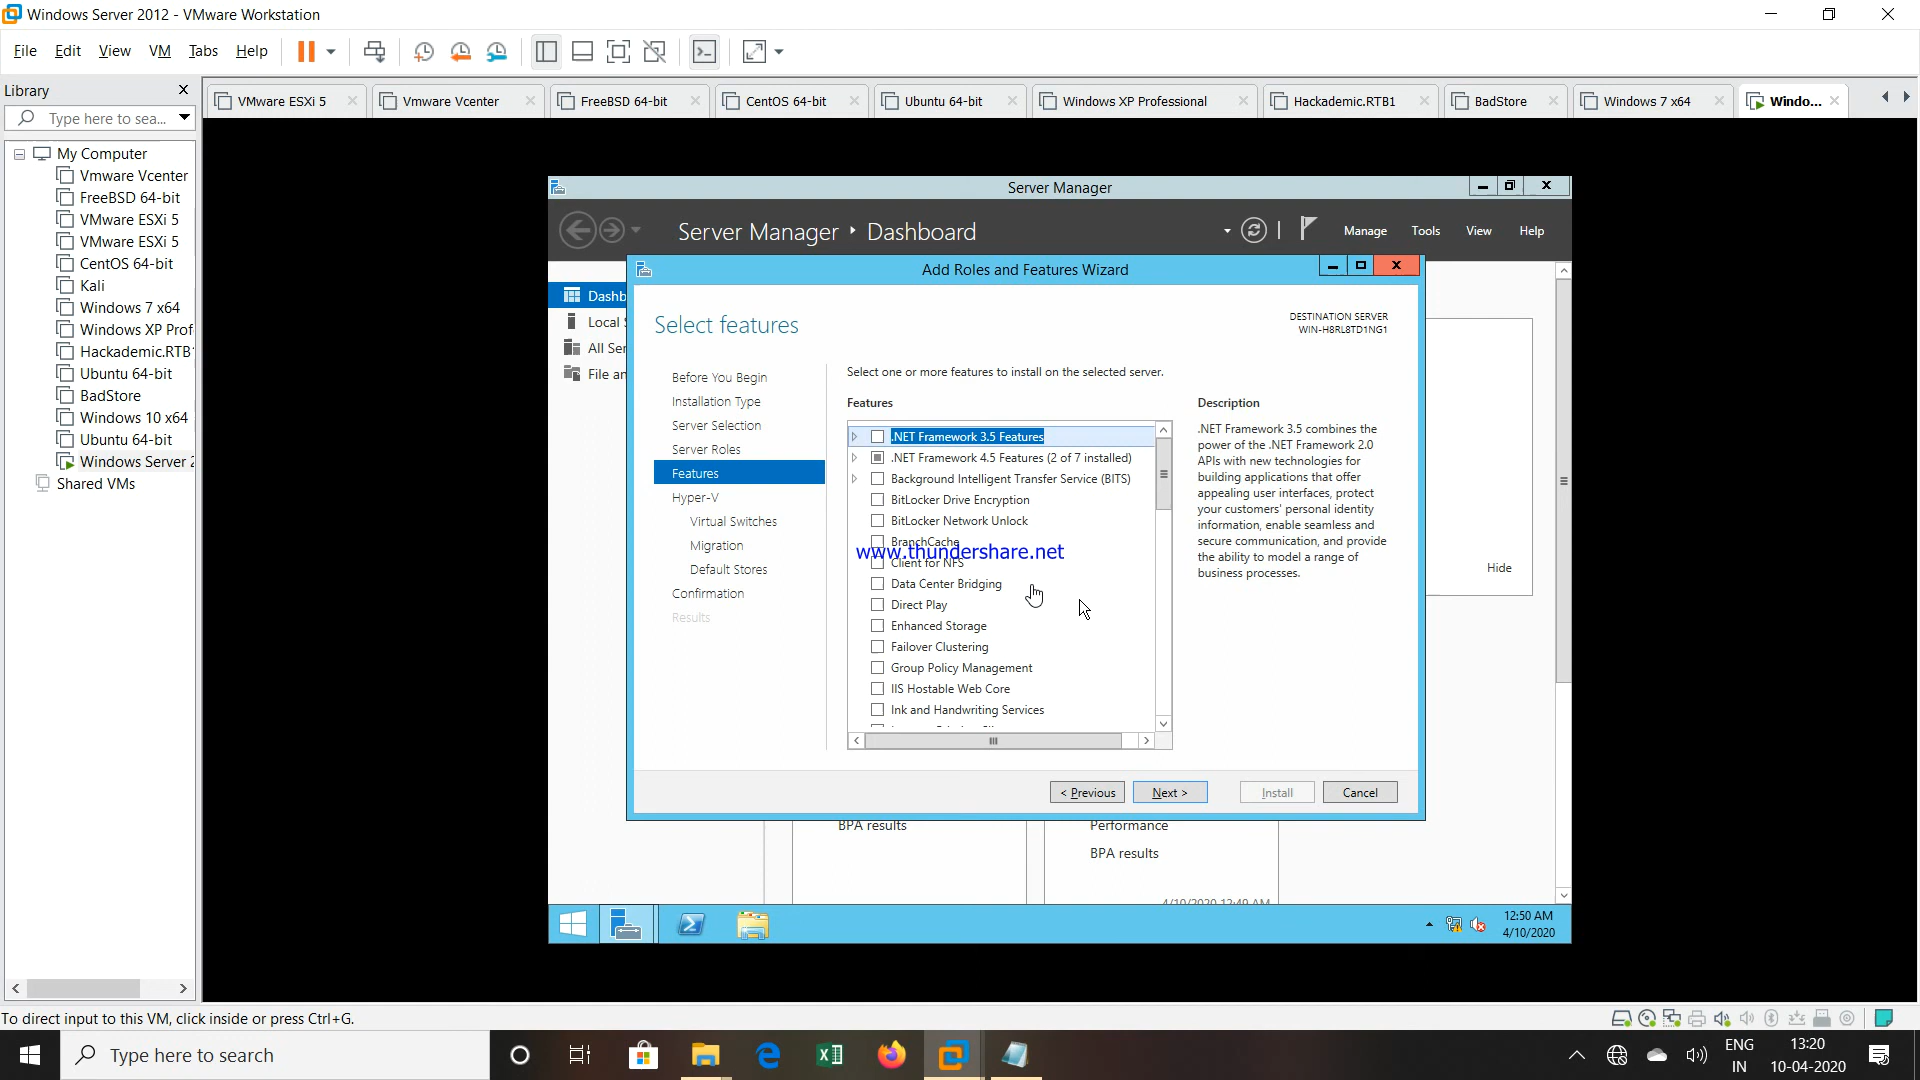 Windows Server 2012 - VMware Workstation
File Edit View VM Tabs Help
Library
Type here to sea...
VMware ESXi 5
Vmware Vcenter
FreeBSD 64-bit
CentOS 64-bit
Ubuntu 64-bit
Windows XP Professional
Hackademic.RTB1
BadStore
Windows 7 x64
Windo...
My Computer
Vmware Vcenter
FreeBSD 64-bit
VMware ESXi 5
VMware ESXi 5
CentOS 64-bit
Kali
Windows 7 x64
Windows XP Prof
Hackademic.RTB
Ubuntu 64-bit
BadStore
Windows 10 x64
Ubuntu 64-bit
Windows Server 2
Shared VMs
Server Manager
Server Manager Dashboard
Manage Tools View Help
Dashb
Local S
All Ser
File an
Add Roles and Features Wizard
Select features
DESTINATION SERVER
WIN-H8RL8TD1NG1
Before You Begin
Installation Type
Server Selection
Server Roles
Features
Hyper-V
Virtual Switches
Migration
Default Stores
Confirmation
Results
Select one or more features to install on the selected server.
Features
.NET Framework 3.5 Features
.NET Framework 4.5 Features (2 of 7 installed)
Background Intelligent Transfer Service (BITS)
BitLocker Drive Encryption
BitLocker Network Unlock
BranchCache
www.thundershare.net
Client for NFS
Data Center Bridging
Direct Play
Enhanced Storage
Failover Clustering
Group Policy Management
IIS Hostable Web Core
Ink and Handwriting Services
Description
.NET Framework 3.5 combines the
power of the .NET Framework 2.0
APIs with new technologies for
building applications that offer
appealing user interfaces, protect
your customers' personal identity
information, enable seamless and
secure communication, and provide
the ability to model a range of
business processes.
Hide
< Previous
Next >
Install
Cancel
BPA results
Performance
BPA results
4/10/2020 12:49 AM
12:50 AM
4/10/2020
To direct input to this VM, click inside or press Ctrl+G.
Type here to search
ENG
IN
13:20
10-04-2020